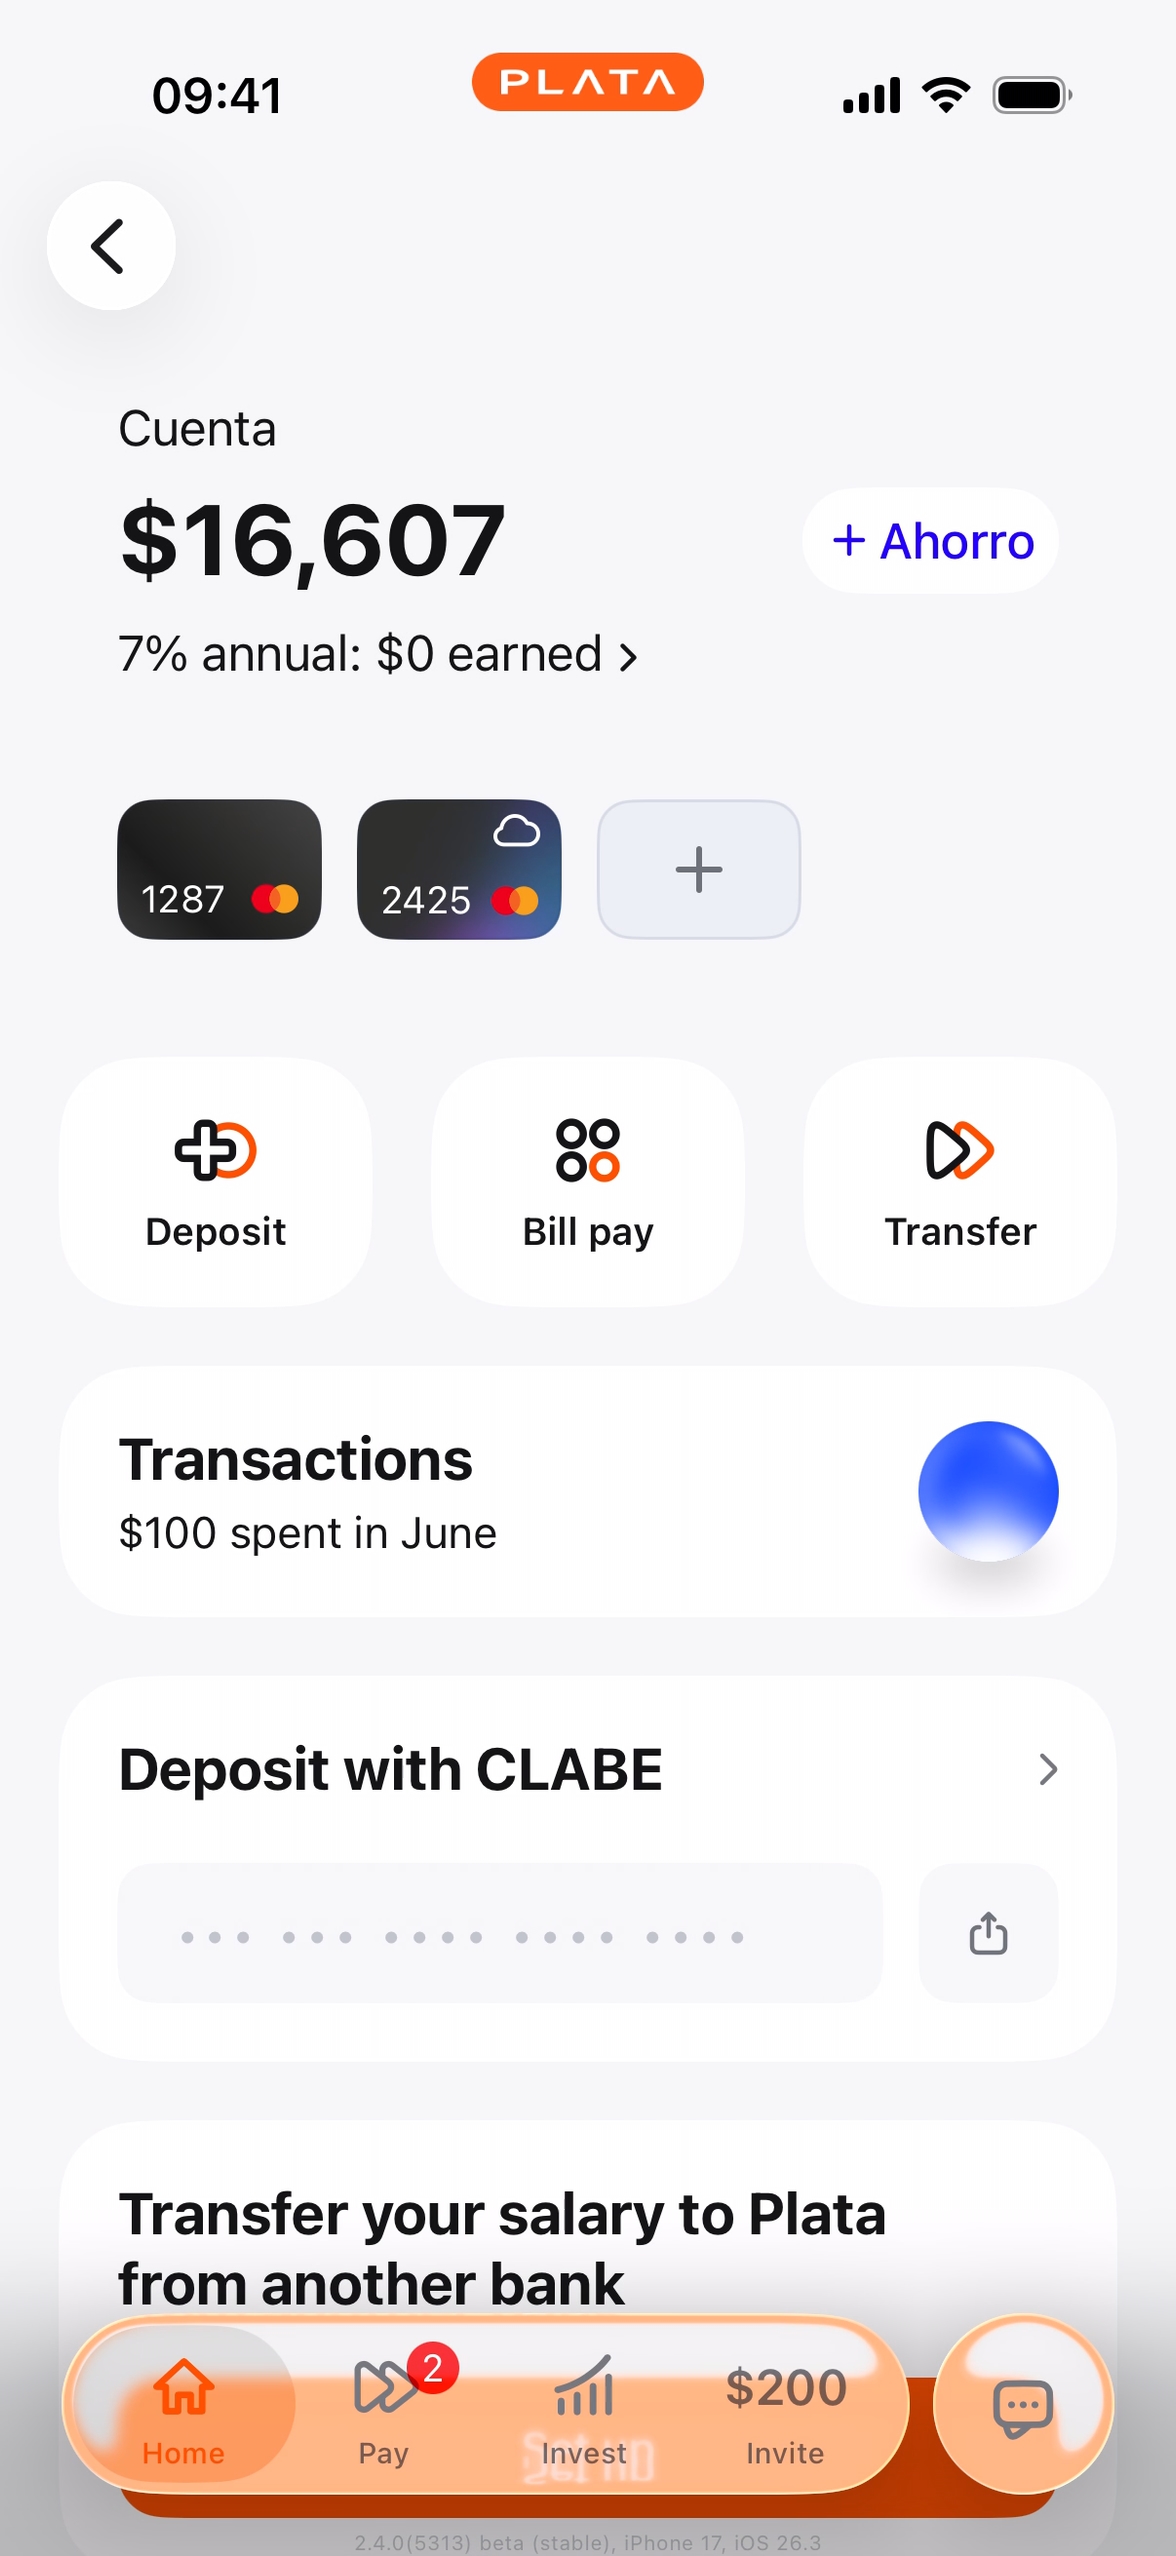 09:41
PLATA
Cuenta
$16,607
+ Ahorro
7% annual: $0 earned >
1287
2425
Deposit
Bill pay
Transfer
Transactions
$100 spent in June
Deposit with CLABE
Transfer your salary to Plata
from another bank
2
$200
Home
Pay
Invest
Invite
Set up
2.4.0(5313) beta (stable), iPhone 17, iOS 26.3